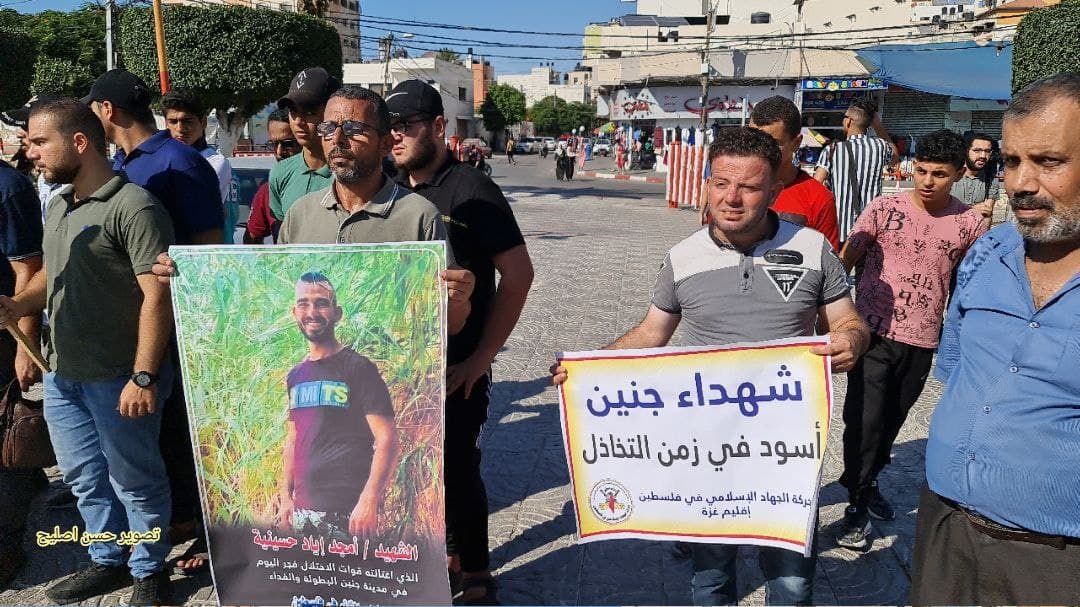 شهداء جنين
أسود في زمن التخاذل
حركة الجهاد الإسلامي في فلسطين
إقليم غزة
الشهيد / أمجد إياد حسينية
الذي اغتالته قوات الاحتلال فجر اليوم
في مدينة جنين البطولة والفداء
تصوير حسن اصليح
MTS